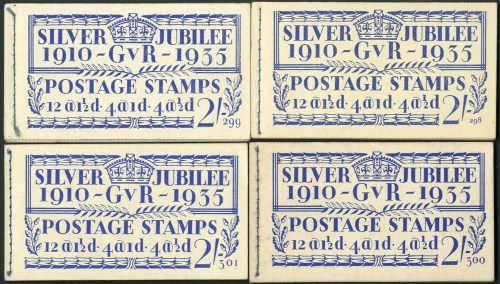 SILVER JUBILEE
1910-GvR-1935
POSTAGE STAMPS
12@1½d·4@1d·4@½d 2/-
299
SILVER JUBILEE
1910-GvR-1935
POSTAGE STAMPS
12@1½d·4@1d·4@½d 2/-
298
SILVER JUBILEE
1910-GvR-1935
POSTAGE STAMPS
12@1½d·4@1d·4@½d 2/-
301
SILVER JUBILEE
1910-GvR-1935
POSTAGE STAMPS
12@1½d·4@1d·4@½d 2/-
300